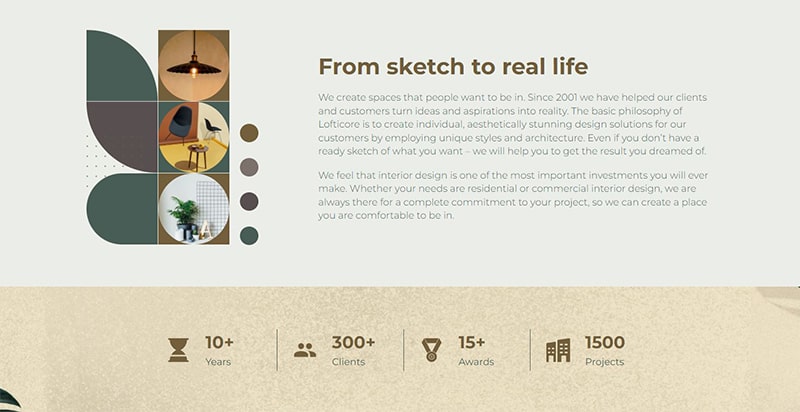 From sketch to real life
We create spaces that people want to be in. Since 2001 we have helped our clients
and customers turn ideas and aspirations into reality. The basic philosophy of
Lofticore is to create individual, aesthetically stunning design solutions for our
customers by employing unique styles and architecture. Even if you don't have a
ready sketch of what you want – we will help you to get the result you dreamed of.
We feel that interior design is one of the most important investments you will ever
make. Whether your needs are residential or commercial interior design, we are
always there for a complete commitment to your project, so we can create a place
you are comfortable to be in.
10+
Years
300+
Clients
15+
Awards
1500
Projects
A